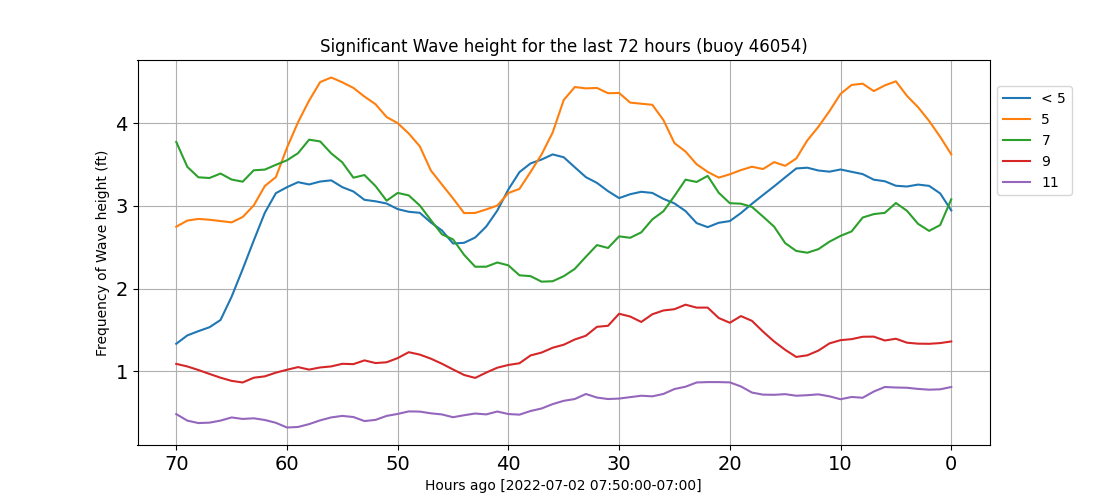 Significant Wave height for the last 72 hours (buoy 46054)
Frequency of Wave height (ft)
4
3
2
1
70 60 50 40 30 20 10 0
Hours ago [2022-07-02 07:50:00-07:00]
< 5
5
7
9
11